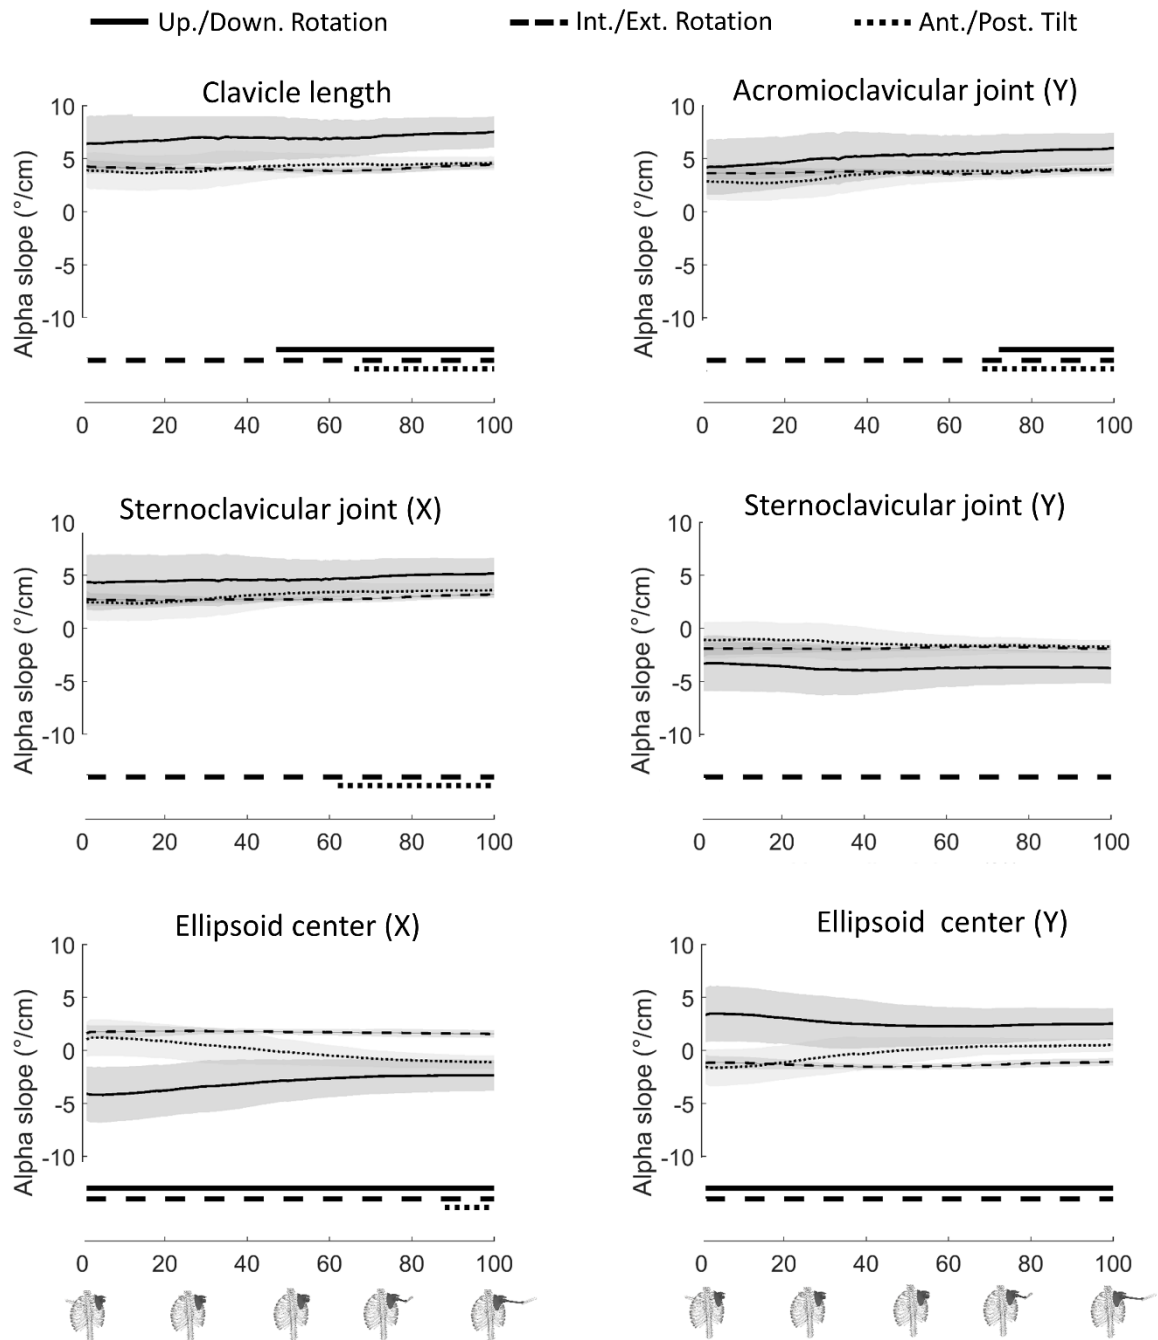 Up./Down. Rotation Int./Ext. Rotation Ant./Post. Tilt
Clavicle length
Alpha slope (°/cm)
10
5
0
-5
-10
0 20 40 60 80 100
Acromioclavicular joint (Y)
Alpha slope (°/cm)
10
5
0
-5
-10
0 20 40 60 80 100
Sternoclavicular joint (X)
Alpha slope (°/cm)
10
5
0
-5
-10
0 20 40 60 80 100
Sternoclavicular joint (Y)
Alpha slope (°/cm)
10
5
0
-5
-10
0 20 40 60 80 100
Ellipsoid center (X)
Alpha slope (°/cm)
10
5
0
-5
-10
0 20 40 60 80 100
Ellipsoid center (Y)
Alpha slope (°/cm)
10
5
0
-5
-10
0 20 40 60 80 100